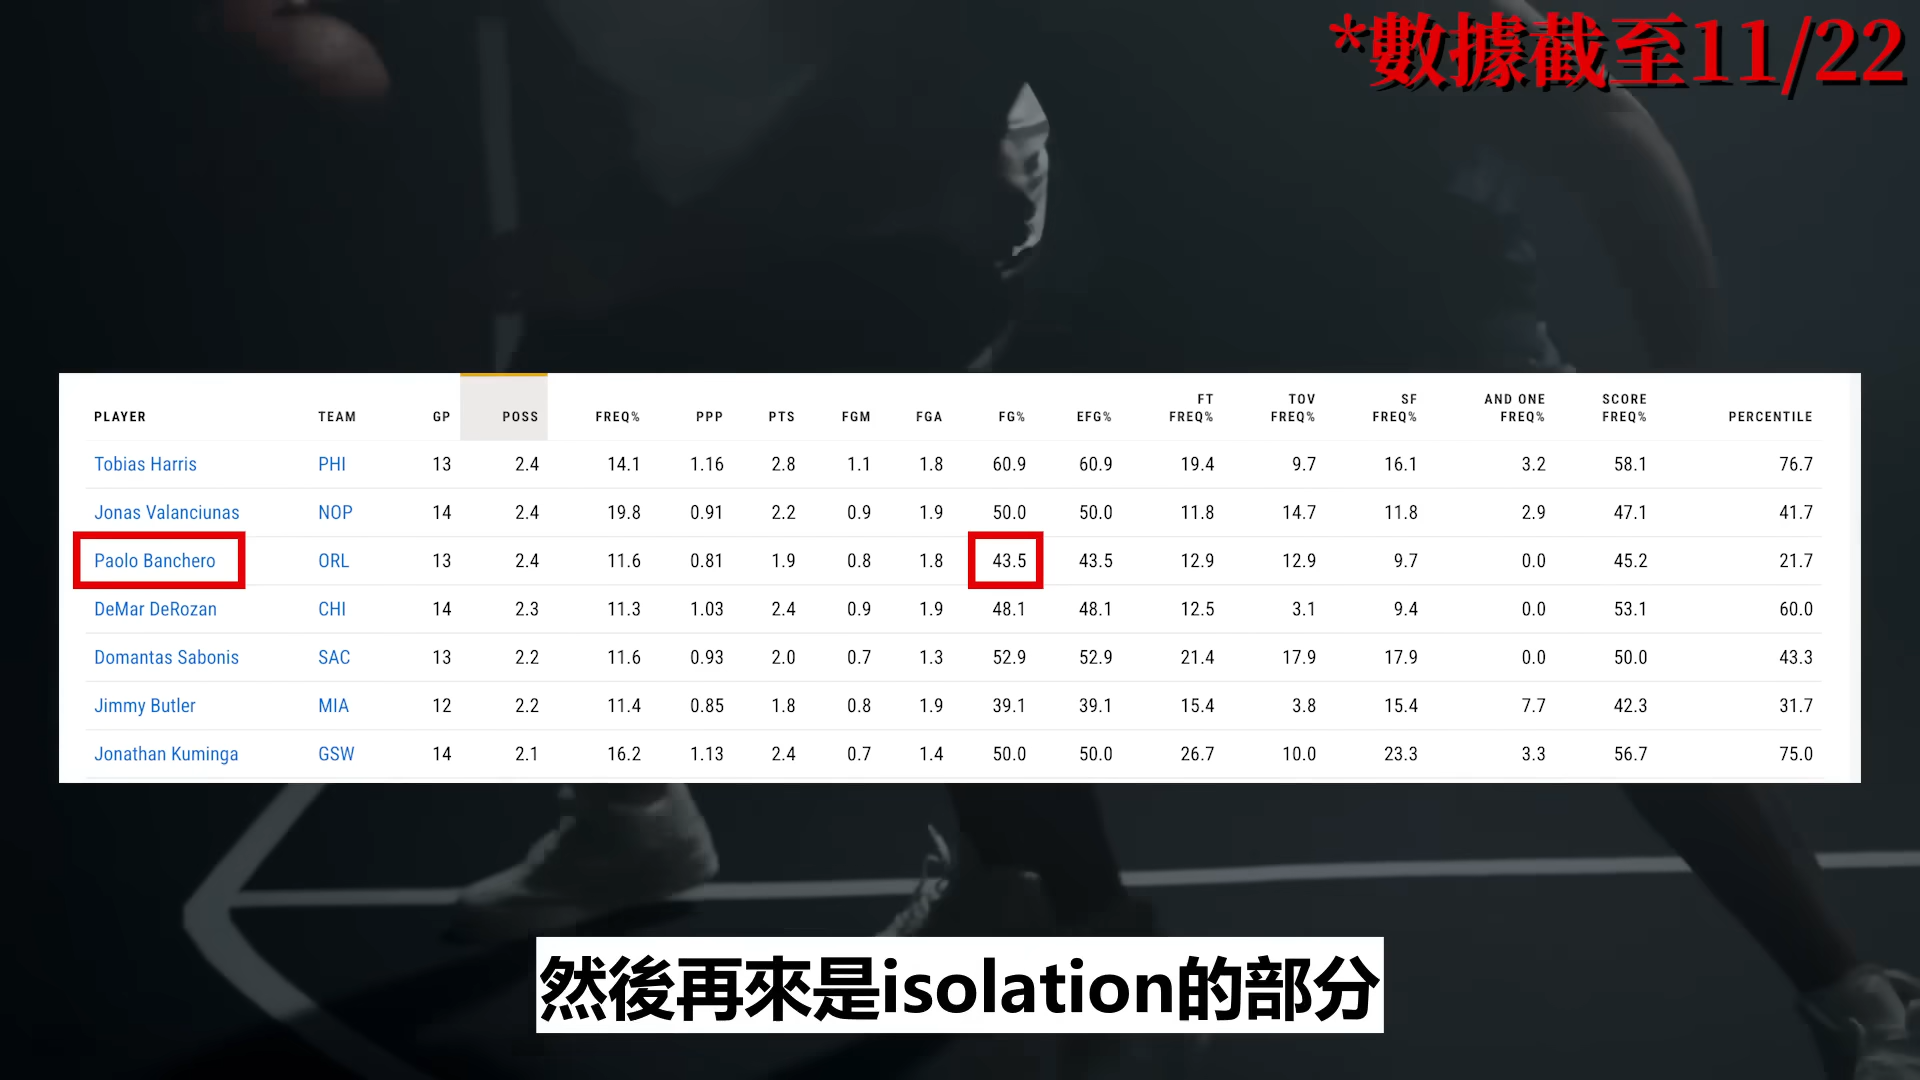 *數據截至11/22
PLAYER TEAM GP POSS FREQ% PPP PTS FGM FGA FG% EFG% FT FREQ% TOV FREQ% SF FREQ% AND ONE FREQ% SCORE FREQ% PERCENTILE
Tobias Harris PHI 13 2.4 14.1 1.16 2.8 1.1 1.8 60.9 60.9 19.4 9.7 16.1 3.2 58.1 76.7
Jonas Valanciunas NOP 14 2.4 19.8 0.91 2.2 0.9 1.9 50.0 50.0 11.8 14.7 11.8 2.9 47.1 41.7
Paolo Banchero ORL 13 2.4 11.6 0.81 1.9 0.8 1.8 43.5 43.5 12.9 12.9 9.7 0.0 45.2 21.7
DeMar DeRozan CHI 14 2.3 11.3 1.03 2.4 0.9 1.9 48.1 48.1 12.5 3.1 9.4 0.0 53.1 60.0
Domantas Sabonis SAC 13 2.2 11.6 0.93 2.0 0.7 1.3 52.9 52.9 21.4 17.9 17.9 0.0 50.0 43.3
Jimmy Butler MIA 12 2.2 11.4 0.85 1.8 0.8 1.9 39.1 39.1 15.4 3.8 15.4 7.7 42.3 31.7
Jonathan Kuminga GSW 14 2.1 16.2 1.13 2.4 0.7 1.4 50.0 50.0 26.7 10.0 23.3 3.3 56.7 75.0
然後再來是isolation的部分